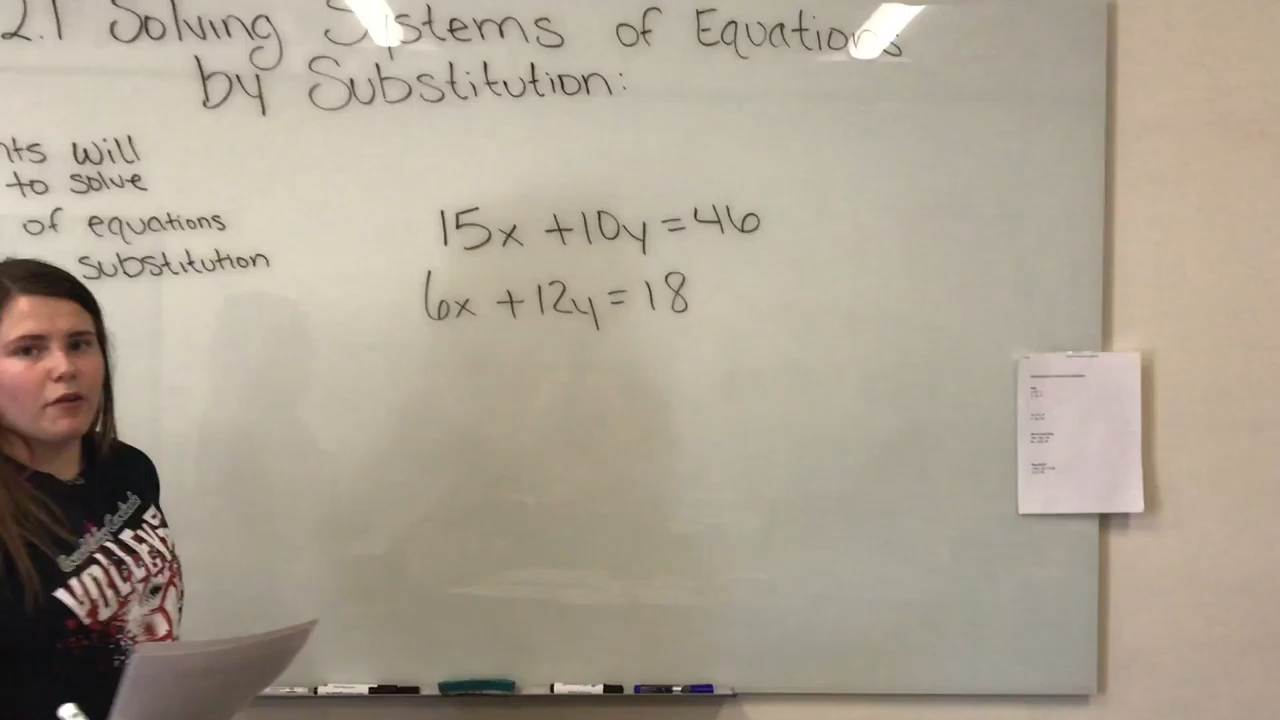 2.1 Solving Systems of Equations
by Substitution:
nts will
to solve
of equations
substitution
15x + 10y = 46
6x + 12y = 18